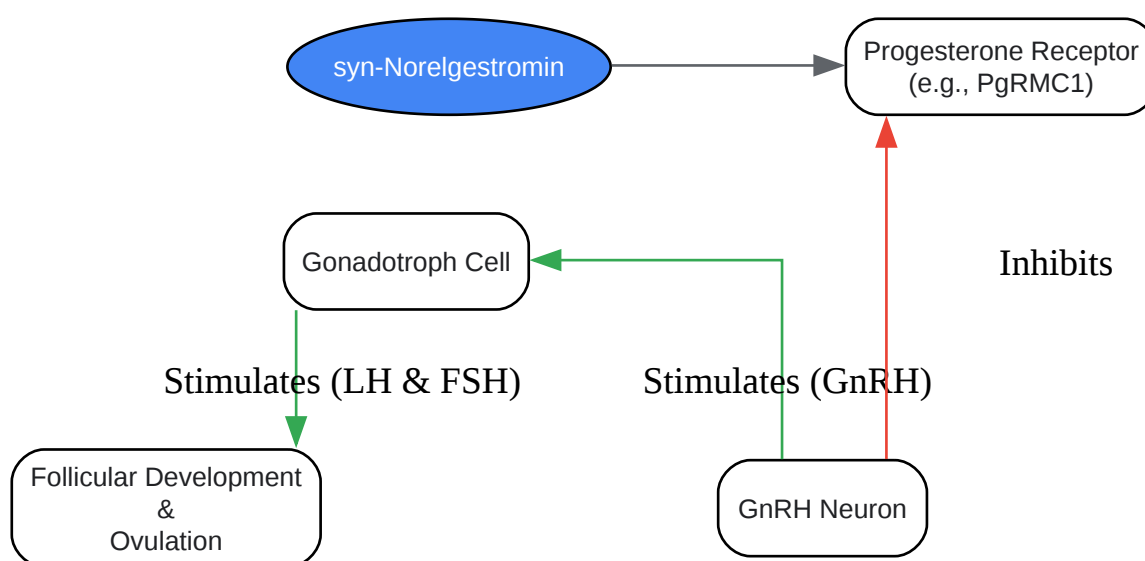 syn-Norelgestromin
Progesterone Receptor
(e.g., PgRMC1)
Gonadotroph Cell
Inhibits
Stimulates (LH & FSH)
Stimulates (GnRH)
Follicular Development
&
Ovulation
GnRH Neuron